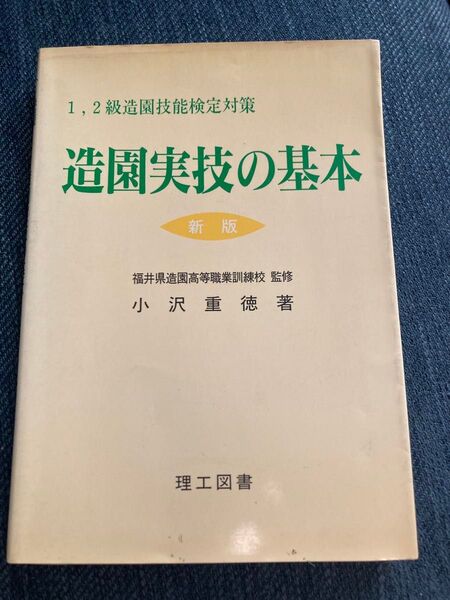 1,2級造園技能検定対策
造園実技の基本
新版
福井県造園高等職業訓練校 監修
小沢重徳著
理工図書